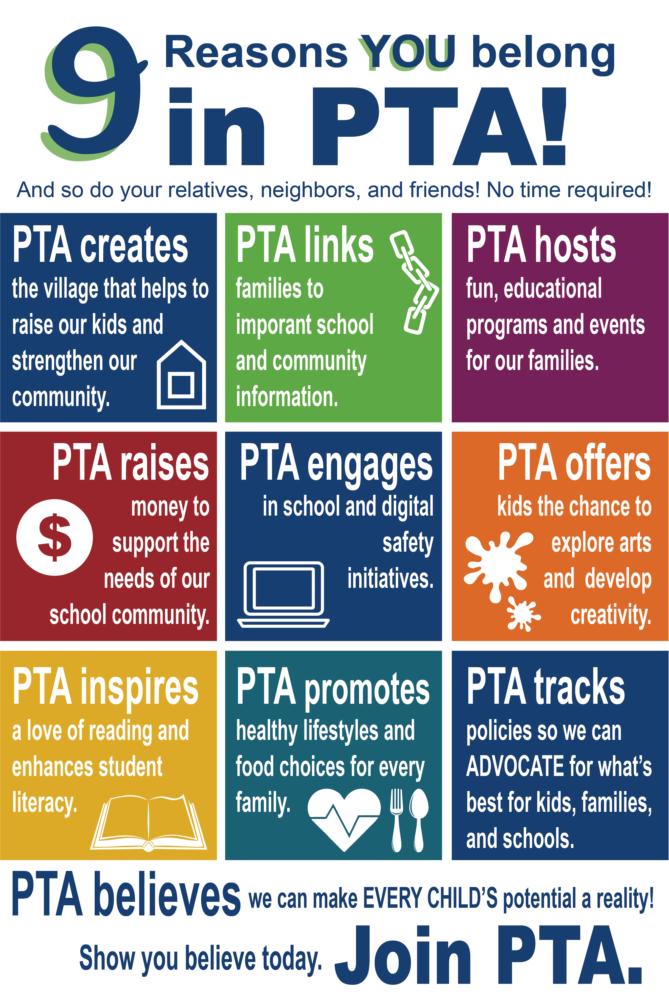 9 Reasons YOU belong
in PTA!
And so do your relatives, neighbors, and friends! No time required!
PTA creates
the village that helps to
raise our kids and
strengthen our
community.
PTA links
families to
imporant school
and community
information.
PTA hosts
fun, educational
programs and events
for our families.
PTA raises
money to
support the
needs of our
school community.
$
PTA engages
in school and digital
safety
initiatives.
PTA offers
kids the chance to
explore arts
and develop
creativity.
PTA inspires
a love of reading and
enhances student
literacy.
PTA promotes
healthy lifestyles and
food choices for every
family.
PTA tracks
policies so we can
ADVOCATE for what's
best for kids, families,
and schools.
PTA believes we can make EVERY CHILD'S potential a reality!
Show you believe today. Join PTA.